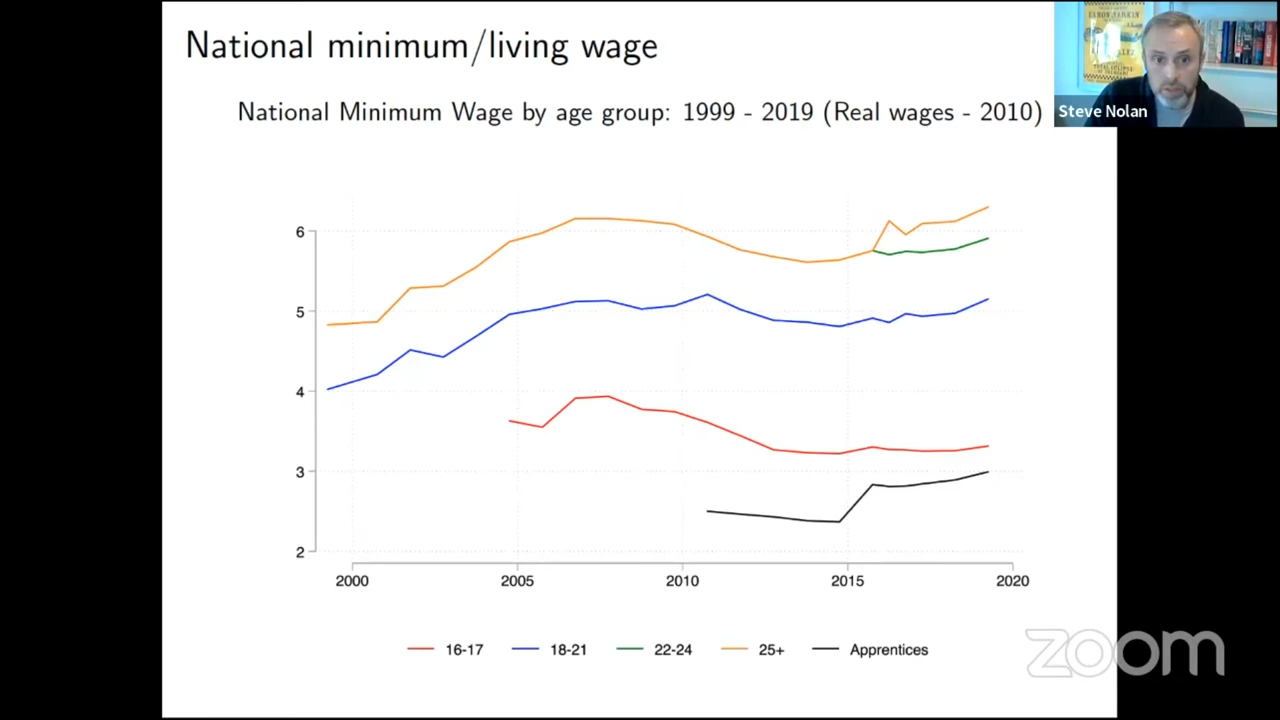 National minimum/living wage
National Minimum Wage by age group: 1999 - 2019 (Real wages - 2010)
Steve Nolan
6
5
4
3
2
2000 2005 2010 2015 2020
16-17 18-21 22-24 25+ Apprentices
zoom